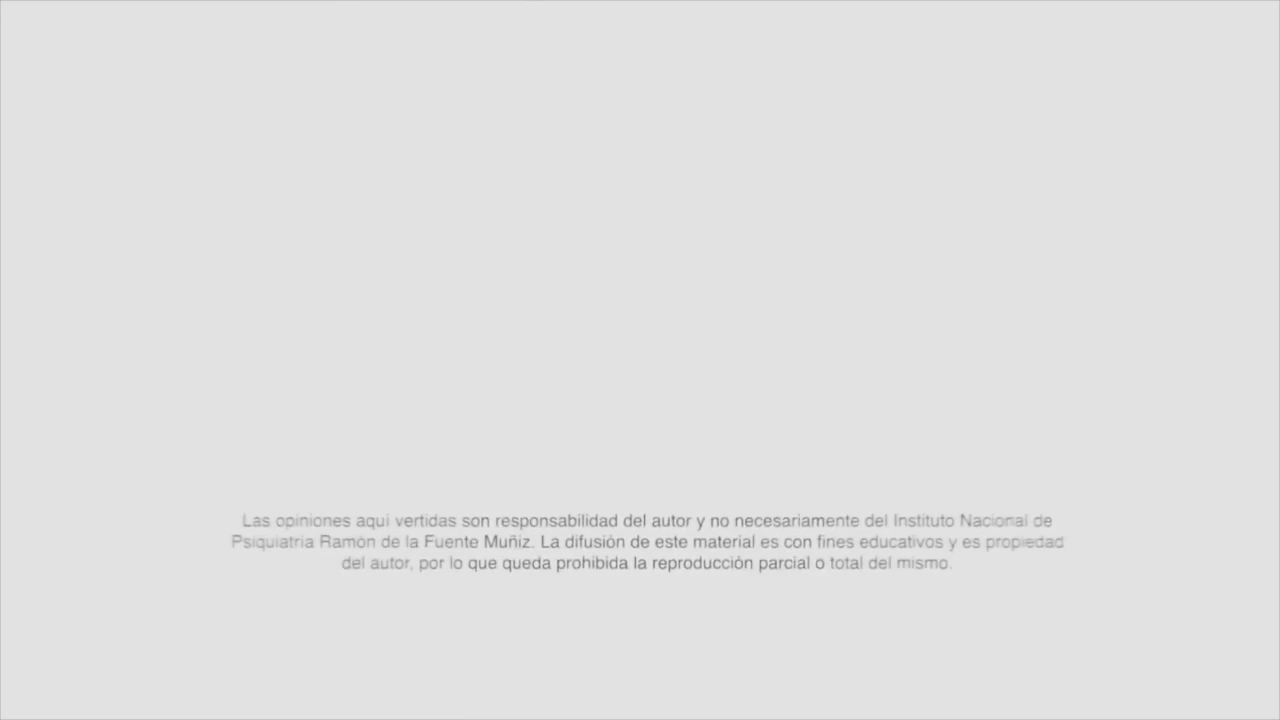 Las opiniones aquí vertidas son responsabilidad del autor y no necesariamente del Instituto Nacional de
Psiquiatría Ramón de la Fuente Muñiz. La difusión de este material es con fines educativos y es propiedad
del autor, por lo que queda prohibida la reproducción parcial o total del mismo.